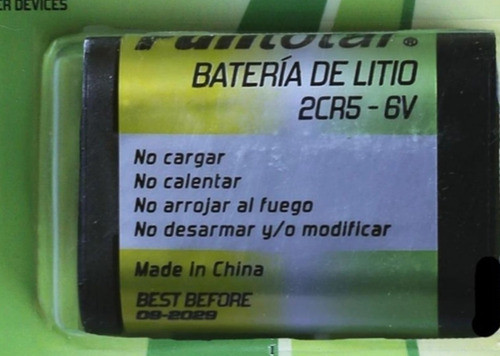 DEVICES
BATERÍA DE LITIO
2CR5 - 6V
No cargar
No calentar
No arrojar al fuego
No desarmar y/o modificar
Made In China
BEST BEFORE
09-2029